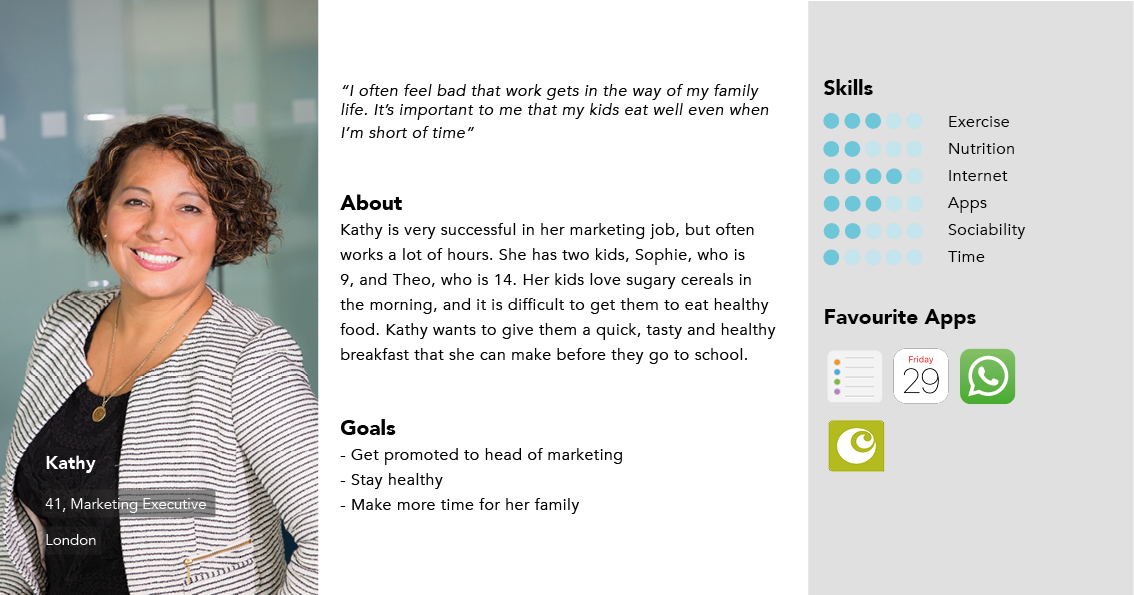 Kathy
41, Marketing Executive
London
“I often feel bad that work gets in the way of my family
life. It’s important to me that my kids eat well even when
I’m short of time”
About
Kathy is very successful in her marketing job, but often
works a lot of hours. She has two kids, Sophie, who is
9, and Theo, who is 14. Her kids love sugary cereals in
the morning, and it is difficult to get them to eat healthy
food. Kathy wants to give them a quick, tasty and healthy
breakfast that she can make before they go to school.
Goals
- Get promoted to head of marketing
- Stay healthy
- Make more time for her family
Skills
Exercise
Nutrition
Internet
Apps
Sociability
Time
Favourite Apps
Friday
29